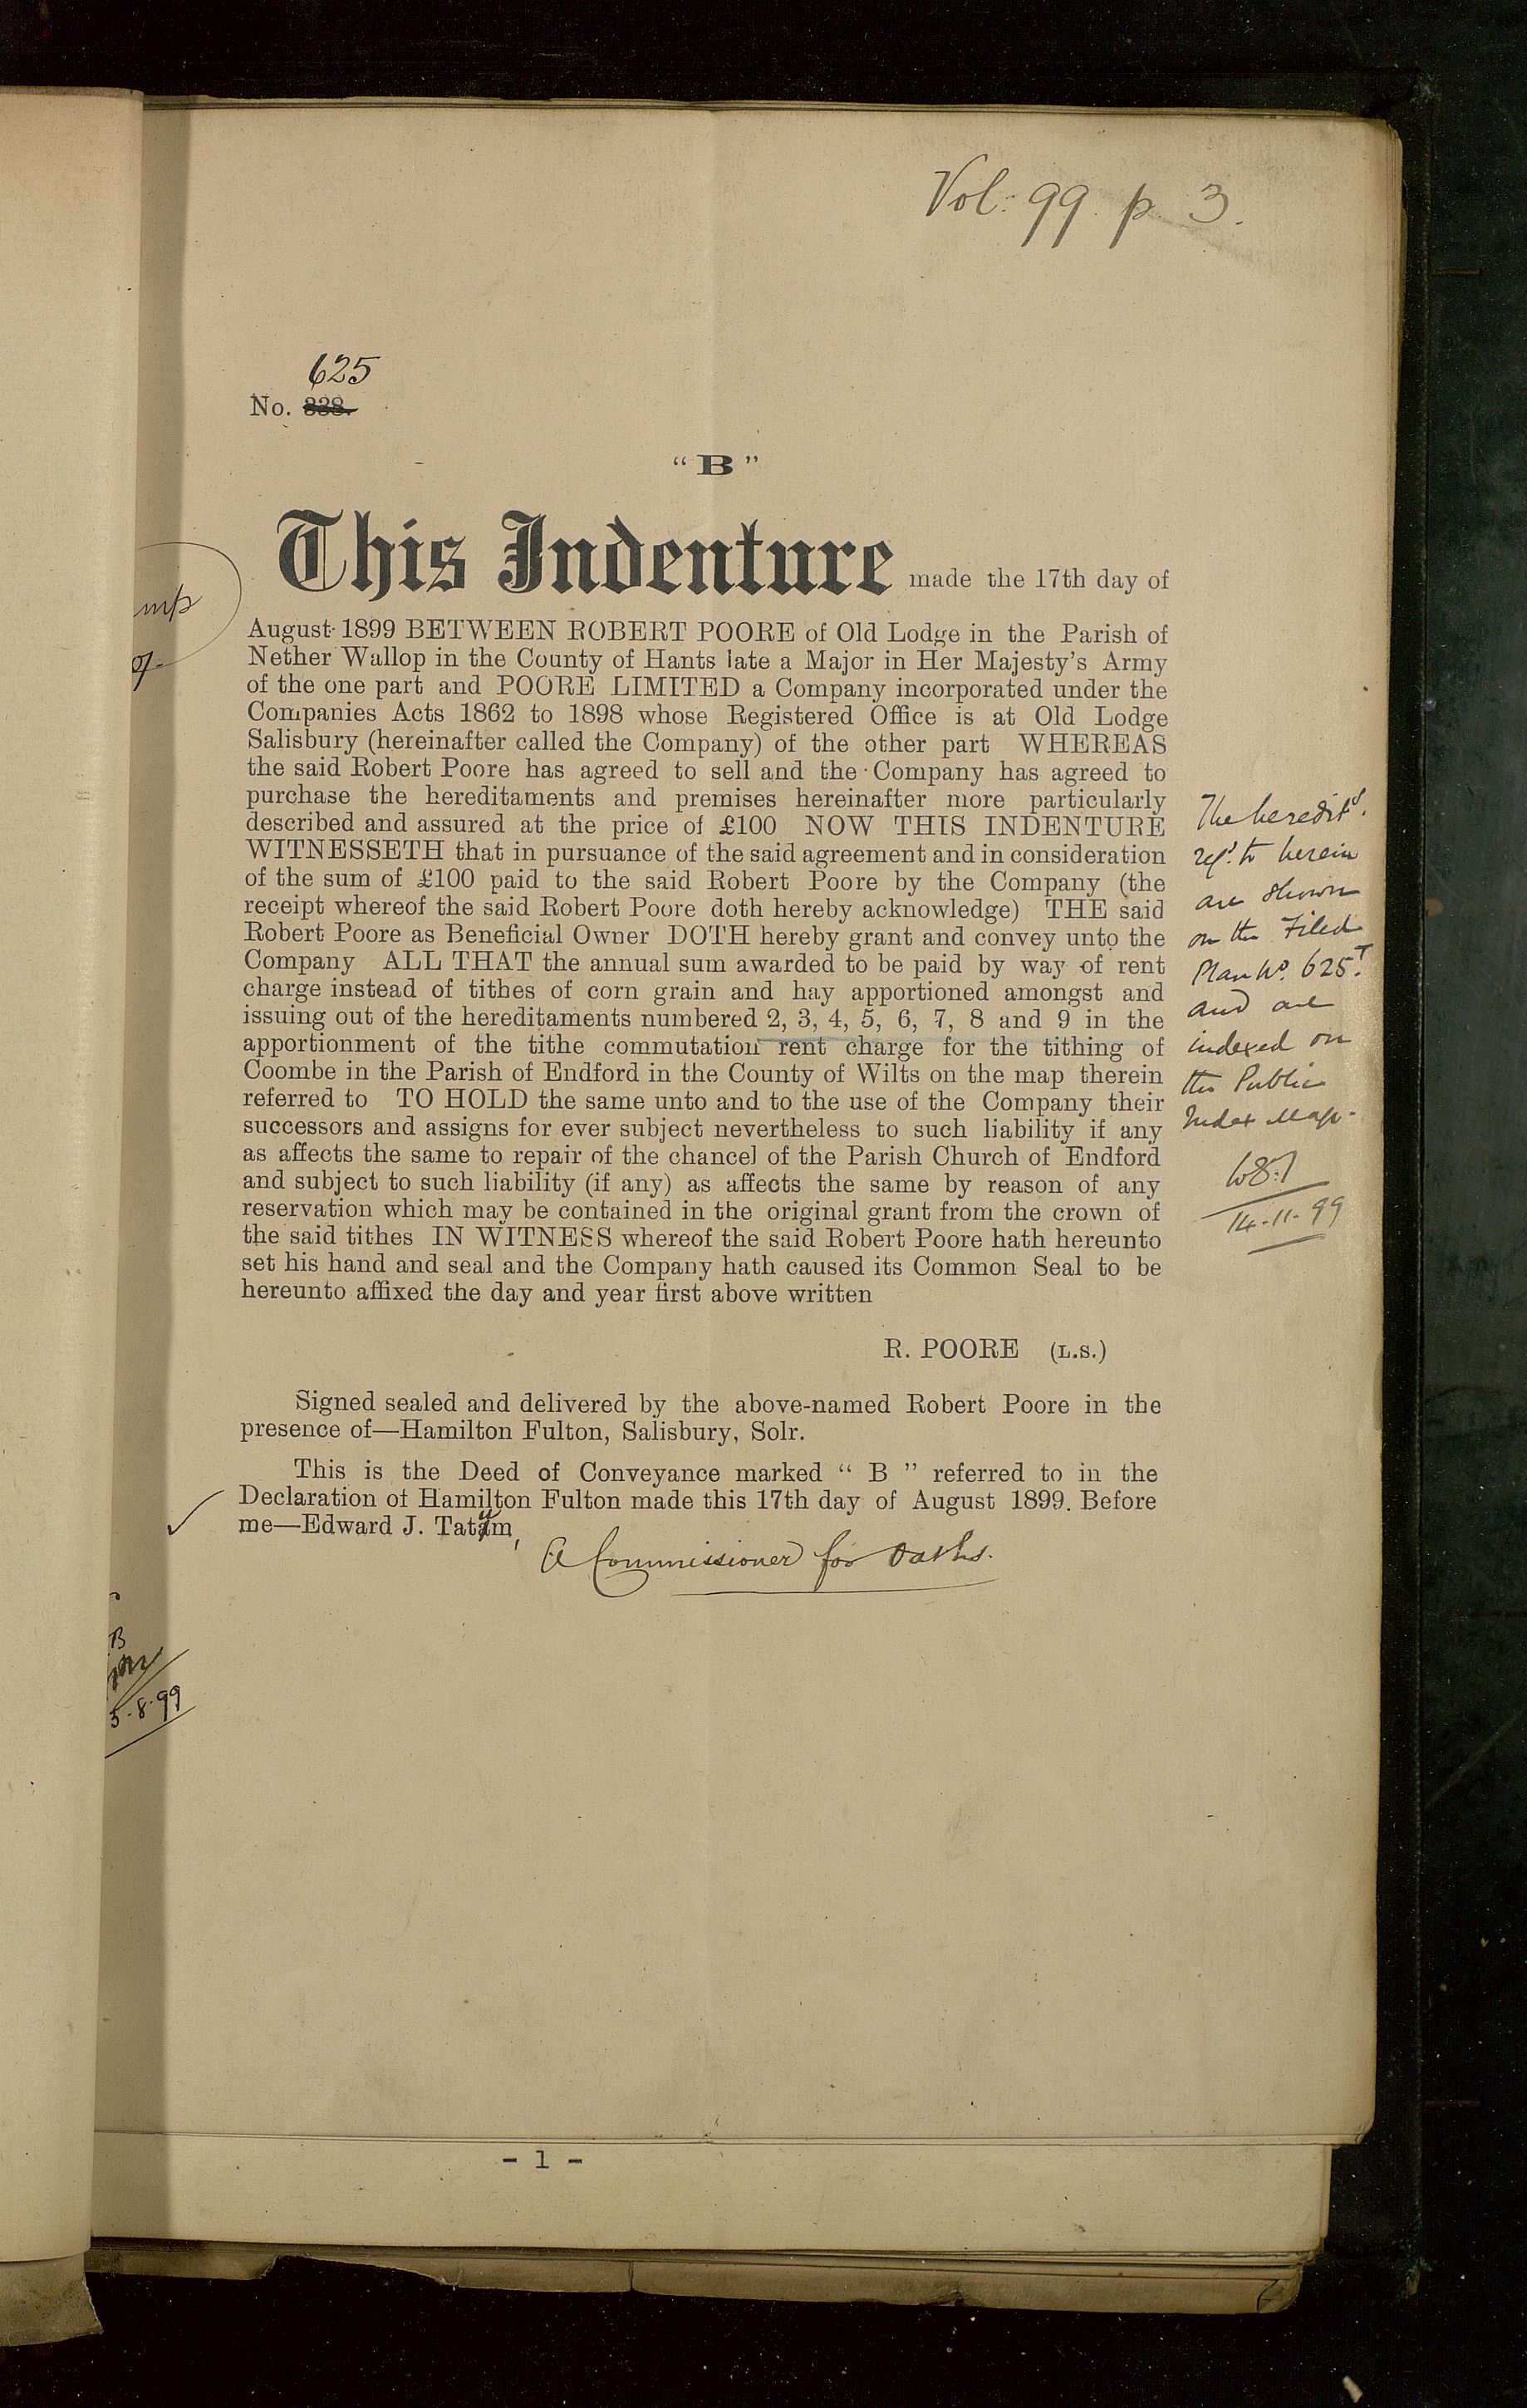 Vol: 99. p. 3.
625
No. 838.
“ B ”
This Indenture made the 17th day of
August 1899 BETWEEN ROBERT POORE of Old Lodge in the Parish of
Nether Wallop in the County of Hants late a Major in Her Majesty's Army
of the one part and POORE LIMITED a Company incorporated under the
Companies Acts 1862 to 1898 whose Registered Office is at Old Lodge
Salisbury (hereinafter called the Company) of the other part WHEREAS
the said Robert Poore has agreed to sell and the Company has agreed to
purchase the hereditaments and premises hereinafter more particularly
described and assured at the price of £100 NOW THIS INDENTURE
WITNESSETH that in pursuance of the said agreement and in consideration
of the sum of £100 paid to the said Robert Poore by the Company (the
receipt whereof the said Robert Poore doth hereby acknowledge) THE said
Robert Poore as Beneficial Owner DOTH hereby grant and convey unto the
Company ALL THAT the annual sum awarded to be paid by way of rent
charge instead of tithes of corn grain and hay apportioned amongst and
issuing out of the hereditaments numbered 2, 3, 4, 5, 6, 7, 8 and 9 in the
apportionment of the tithe commutation rent charge for the tithing of
Coombe in the Parish of Endford in the County of Wilts on the map therein
referred to TO HOLD the same unto and to the use of the Company their
successors and assigns for ever subject nevertheless to such liability if any
as affects the same to repair of the chancel of the Parish Church of Endford
and subject to such liability (if any) as affects the same by reason of any
reservation which may be contained in the original grant from the crown of
the said tithes IN WITNESS whereof the said Robert Poore hath hereunto
set his hand and seal and the Company hath caused its Common Seal to be
hereunto affixed the day and year first above written
R. POORE (L.S.)
Signed sealed and delivered by the above-named Robert Poore in the
presence of—Hamilton Fulton, Salisbury, Solr.
This is the Deed of Conveyance marked “ B ” referred to in the
Declaration of Hamilton Fulton made this 17th day of August 1899. Before
me—Edward J. Tatym,
A Commissioner for Oaths.
The heredits.
refd. to herein
are shown
on the Filed
Plan No. 625.T
and are
indexed on
the Public
Index Map.
14-11-99
mp
B
5-8-99
- 1 -